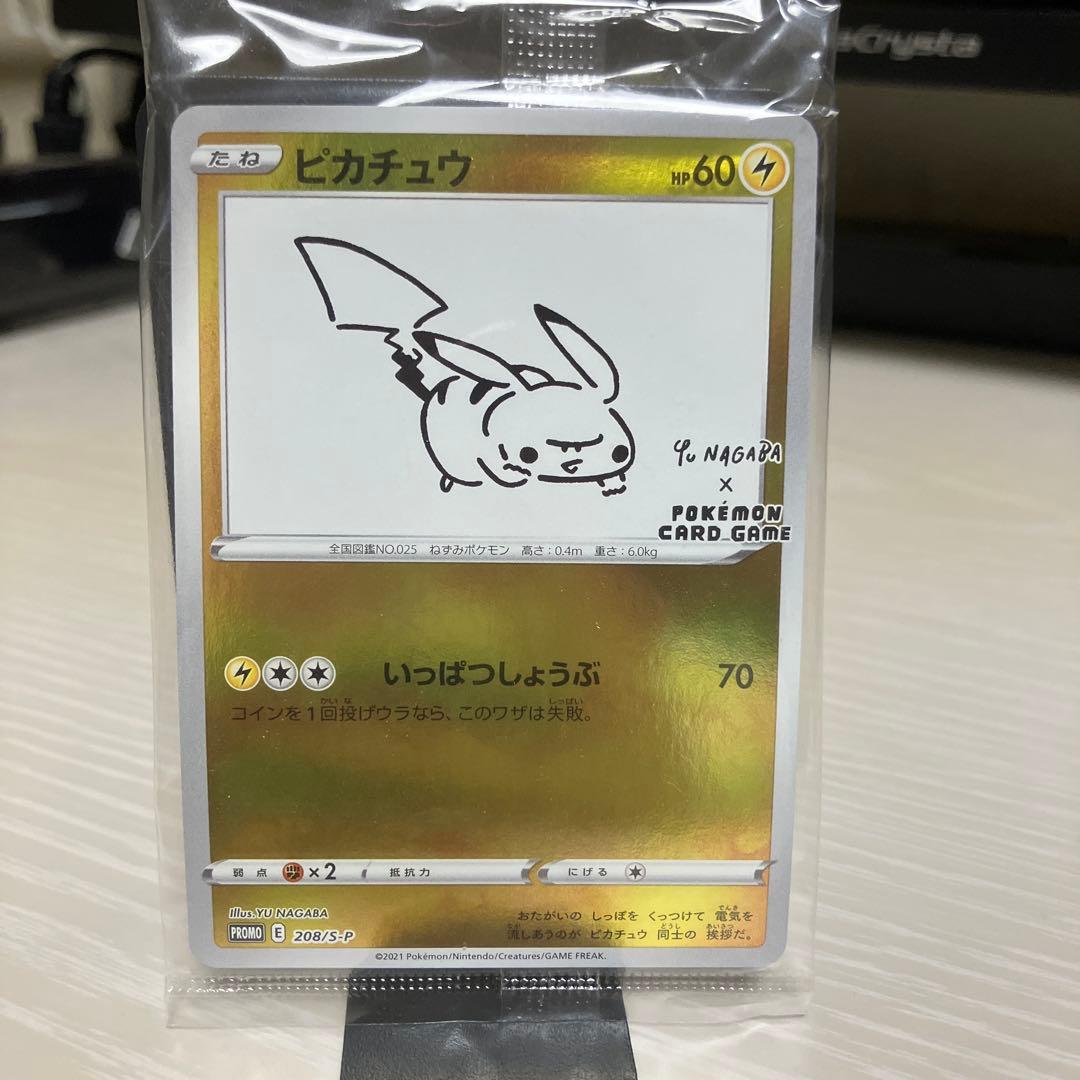 uCrysta
たね ピカチュウ HP60
YU NAGABA
×
POKÉMON
CARD GAME
全国図鑑NO.025 ねずみポケモン 高さ:0.4m 重さ:6.0kg
いっぱつしょうぶ 70
コインを1回投げウラなら、このワザは失敗。
弱点 ×2 抵抗力 にげる
Illus.YU NAGABA
PROMO E 208/S-P
おたがいの しっぽを くっつけて 電気を
流しあうのが ピカチュウ 同士の 挨拶だ。
©2021 Pokémon/Nintendo/Creatures/GAME FREAK.